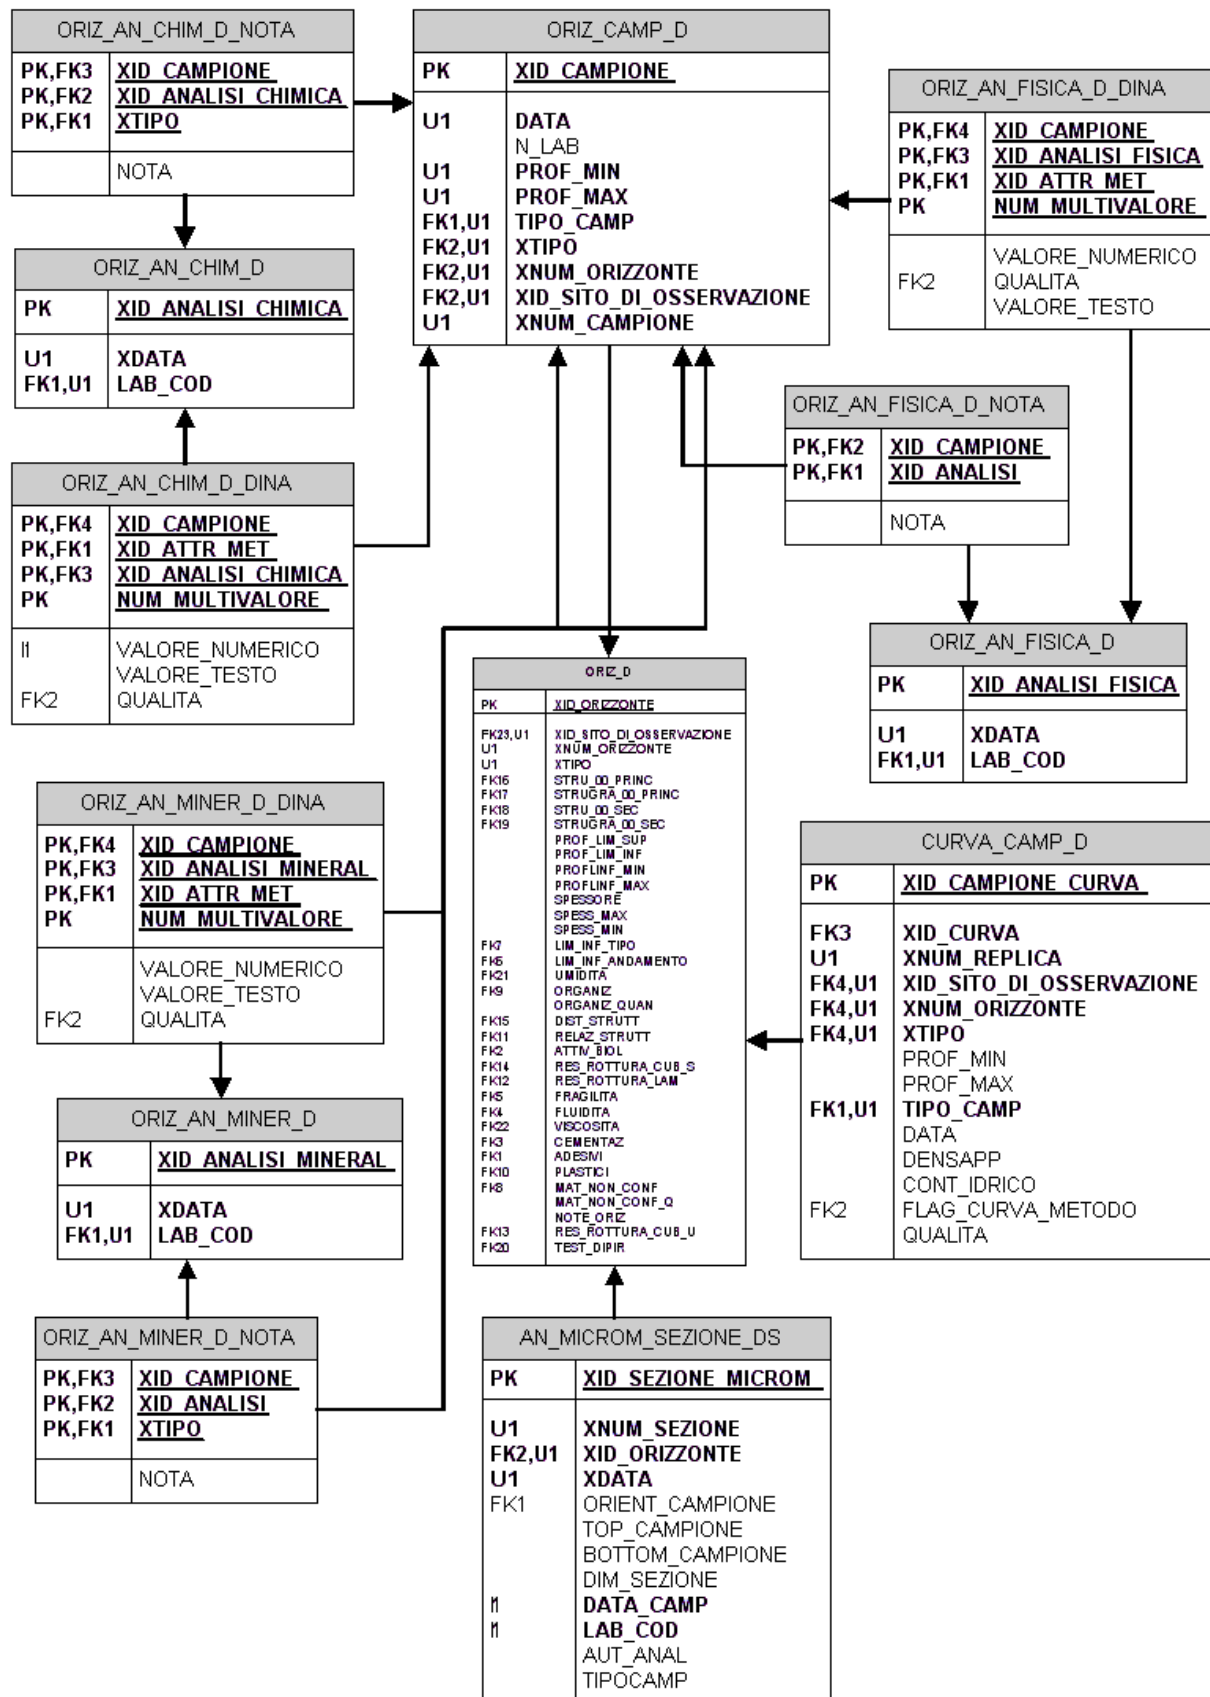 ORIZ_AN_CHIM_D_NOTA
PK,FK3 XID_CAMPIONE
PK,FK2 XID_ANALISI_CHIMICA
PK,FK1 XTIPO
NOTA
ORIZ_CAMP_D
PK XID_CAMPIONE
U1 DATA
N_LAB
U1 PROF_MIN
U1 PROF_MAX
FK1,U1 TIPO_CAMP
FK2,U1 XTIPO
FK2,U1 XNUM_ORIZZONTE
FK2,U1 XID_SITO_DI_OSSERVAZIONE
U1 XNUM_CAMPIONE
ORIZ_AN_FISICA_D_DINA
PK,FK4 XID_CAMPIONE
PK,FK3 XID_ANALISI_FISICA
PK,FK1 XID_ATTR_MET
PK NUM_MULTIVALORE
VALORE_NUMERICO
FK2 QUALITA
VALORE_TESTO
ORIZ_AN_CHIM_D
PK XID_ANALISI_CHIMICA
U1 XDATA
FK1,U1 LAB_COD
ORIZ_AN_FISICA_D_NOTA
PK,FK2 XID_CAMPIONE
PK,FK1 XID_ANALISI
NOTA
ORIZ_AN_CHIM_D_DINA
PK,FK4 XID_CAMPIONE
PK,FK1 XID_ATTR_MET
PK,FK3 XID_ANALISI_CHIMICA
PK NUM_MULTIVALORE
I1 VALORE_NUMERICO
VALORE_TESTO
FK2 QUALITA
ORIZ_AN_FISICA_D
PK XID_ANALISI_FISICA
U1 XDATA
FK1,U1 LAB_COD
ORIZ_D
PK XID_ORIZZONTE
FK23,U1 XID_SITO_DI_OSSERVAZIONE
U1 XNUM_ORIZZONTE
U1 XTIPO
FK16 STRU_00_PRINC
FK17 STRUGRA_00_PRINC
FK18 STRU_00_SEC
FK19 STRUGRA_00_SEC
PROF_LIM_SUP
PROF_LIM_INF
PROFLINF_MIN
PROFLINF_MAX
SPESSORE
SPESS_MAX
SPESS_MIN
FK7 LIM_INF_TIPO
FK6 LIM_INF_ANDAMENTO
FK21 UMIDITA
FK9 ORGANIZ
ORGANIZ_QUAN
FK15 DIST_STRUTT
FK11 RELAZ_STRUTT
FK2 ATTIV_BIOL
FK14 RES_ROTTURA_CUB_S
FK12 RES_ROTTURA_LAM
FK5 FRAGILITA
FK4 FLUIDITA
FK22 VISCOSITA
FK3 CEMENTAZ
FK1 ADESIVI
FK10 PLASTICI
FK8 MAT_NON_CONF
MAT_NON_CONF_Q
NOTE_ORIZ
FK13 RES_ROTTURA_CUB_U
FK20 TEST_DIPIR
ORIZ_AN_MINER_D_DINA
PK,FK4 XID_CAMPIONE
PK,FK3 XID_ANALISI_MINERAL
PK,FK1 XID_ATTR_MET
PK NUM_MULTIVALORE
VALORE_NUMERICO
VALORE_TESTO
FK2 QUALITA
CURVA_CAMP_D
PK XID_CAMPIONE_CURVA
FK3 XID_CURVA
U1 XNUM_REPLICA
FK4,U1 XID_SITO_DI_OSSERVAZIONE
FK4,U1 XNUM_ORIZZONTE
FK4,U1 XTIPO
PROF_MIN
PROF_MAX
FK1,U1 TIPO_CAMP
DATA
DENSAPP
CONT_IDRICO
FK2 FLAG_CURVA_METODO
QUALITA
ORIZ_AN_MINER_D
PK XID_ANALISI_MINERAL
U1 XDATA
FK1,U1 LAB_COD
ORIZ_AN_MINER_D_NOTA
PK,FK3 XID_CAMPIONE
PK,FK2 XID_ANALISI
PK,FK1 XTIPO
NOTA
AN_MICROM_SEZIONE_DS
PK XID_SEZIONE_MICROM
U1 XNUM_SEZIONE
FK2,U1 XID_ORIZZONTE
U1 XDATA
FK1 ORIENT_CAMPIONE
TOP_CAMPIONE
BOTTOM_CAMPIONE
DIM_SEZIONE
DATA_CAMP
LAB_COD
AUT_ANAL
TIPOCAMP